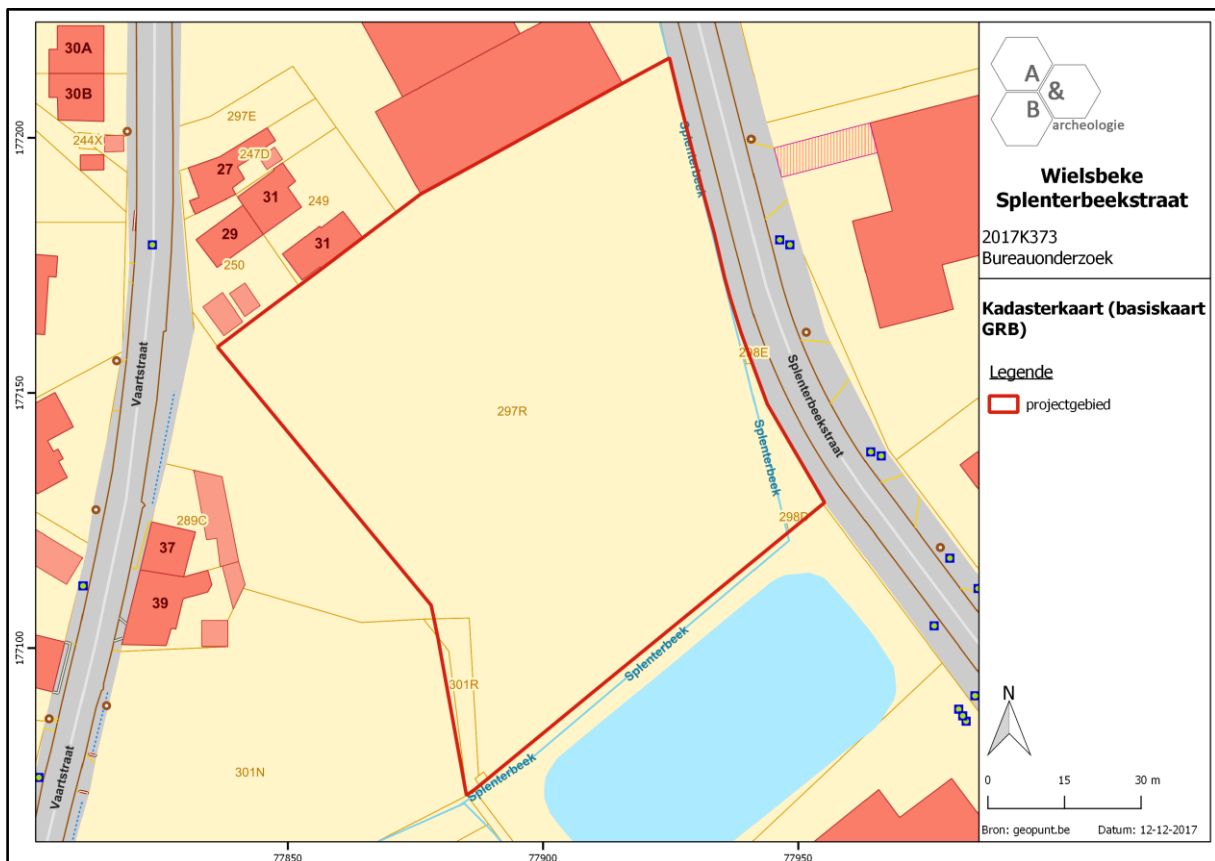 30A
30B
244X
297E
247D
27
31
249
29
31
250
177200
177150
177100
Vaartstraat
Splenterbeek
298E
Splenterbeekstraat
297R
Splenterbeek
298D
289C
37
39
Splenterbeek
301R
301N
Splenterbeek
Vaartstraat
77850
77900
77950
A
&
B
archeologie
Wielsbeke
Splenterbeekstraat
2017K373
Bureauonderzoek
Kadasterkaart (basiskaart
GRB)
Legende
projectgebied
N
0 15 30 m
Bron: geopunt.be Datum: 12-12-2017